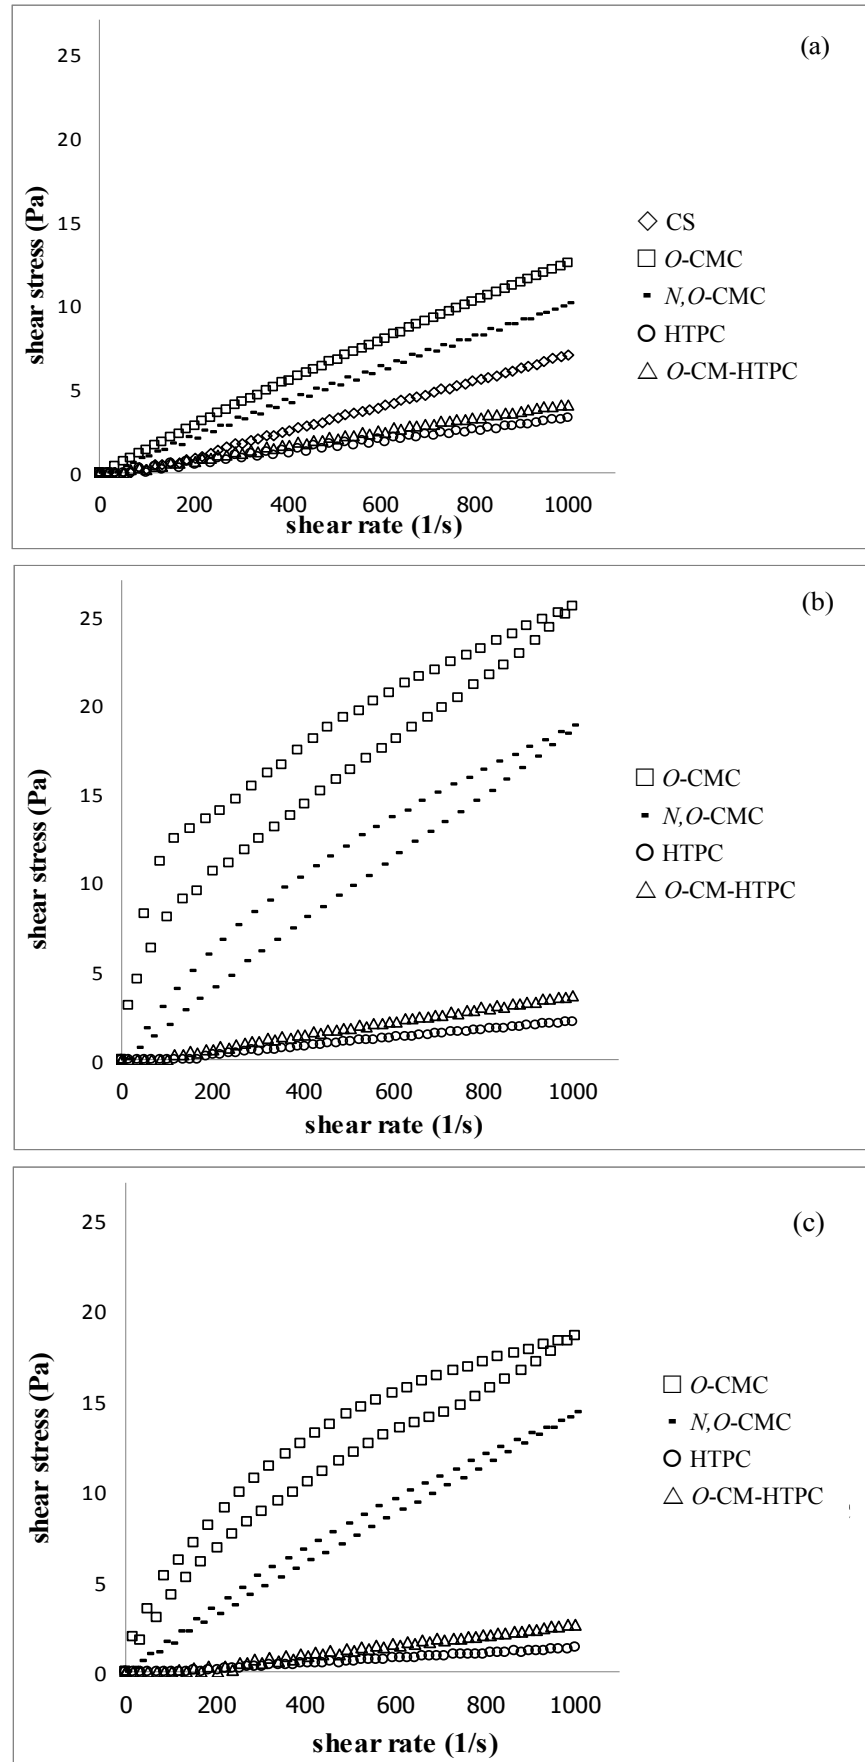 (a)
25
20
15
10
5
0
shear stress (Pa)
CS
O-CMC
N,O-CMC
HTPC
O-CM-HTPC
0 200 400 600 800 1000
shear rate (1/s)
(b)
25
20
15
10
5
0
shear stress (Pa)
O-CMC
N,O-CMC
HTPC
O-CM-HTPC
0 200 400 600 800 1000
shear rate (1/s)
(c)
25
20
15
10
5
0
shear stress (Pa)
O-CMC
N,O-CMC
HTPC
O-CM-HTPC
0 200 400 600 800 1000
shear rate (1/s)